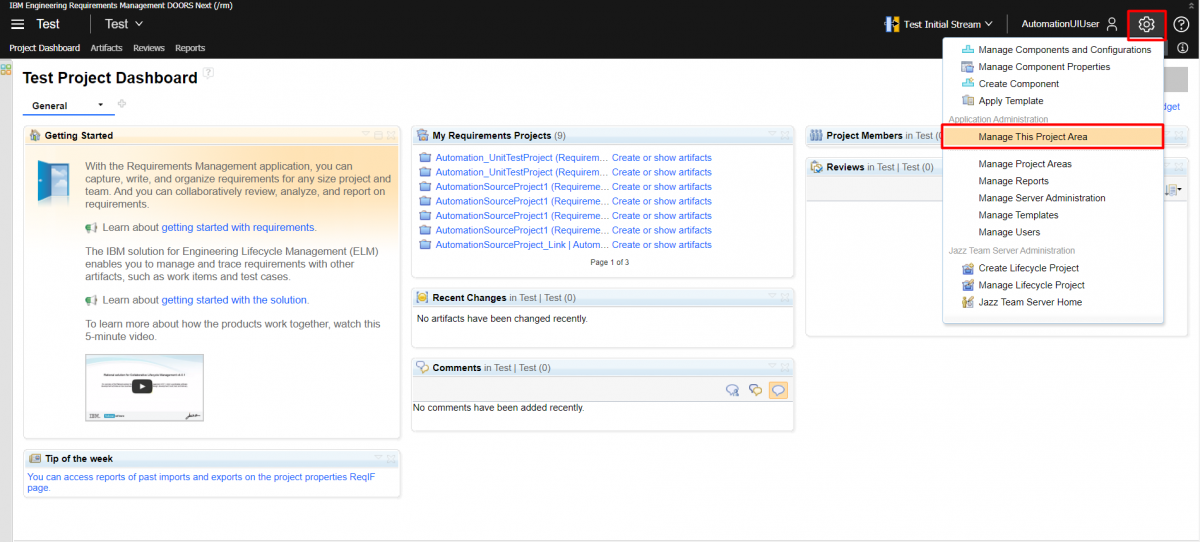 IBM Engineering Requirements Management DOORS Next (/rm)
Test
Test
Test Initial Stream
AutomationUIUser
Project Dashboard
Artifacts
Reviews
Reports
Manage Components and Configurations
Manage Component Properties
Create Component
Apply Template
Application Administration
Manage This Project Area
Manage Project Areas
Manage Reports
Manage Server Administration
Manage Templates
Manage Users
Jazz Team Server Administration
Create Lifecycle Project
Manage Lifecycle Project
Jazz Team Server Home
Test Project Dashboard
General
Getting Started
With the Requirements Management application, you can
capture, write, and organize requirements for any size project and
team. And you can collaboratively review, analyze, and report on
requirements.
Learn about getting started with requirements.
The IBM solution for Engineering Lifecycle Management (ELM)
enables you to manage and trace requirements with other
artifacts, such as work items and test cases.
Learn about getting started with the solution.
To learn more about how the products work together, watch this
5-minute video.
IBM.
Tip of the week
You can access reports of past imports and exports on the project properties ReqIF
page.
My Requirements Projects (9)
Automation_UnitTestProject (Requirem... Create or show artifacts
Automation_UnitTestProject (Requirem... Create or show artifacts
AutomationSourceProject1 (Requireme... Create or show artifacts
AutomationSourceProject1 (Requireme... Create or show artifacts
AutomationSourceProject1 (Requireme... Create or show artifacts
AutomationSourceProject1 (Requireme... Create or show artifacts
AutomationSourceProject_Link | Autom... Create or show artifacts
Page 1 of 3
Recent Changes in Test | Test (0)
No artifacts have been changed recently.
Comments in Test | Test (0)
No comments have been added recently.
Project Members in Test (
Reviews in Test | Test (0)
dget